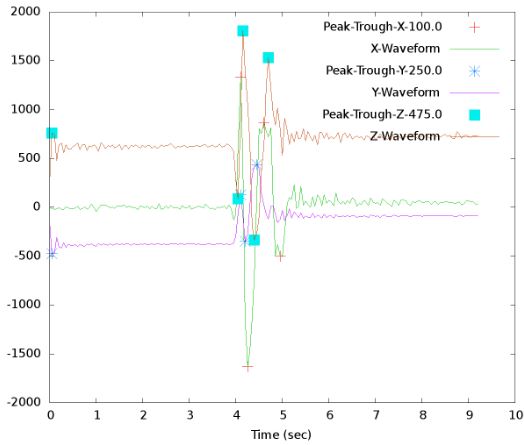 2000
1500
1000
500
0
-500
-1000
-1500
-2000
Peak-Trough-X-100.0
X-Waveform
Peak-Trough-Y-250.0
Y-Waveform
Peak-Trough-Z-475.0
Z-Waveform
0 1 2 3 4 5 6 7 8 9 10
Time (sec)